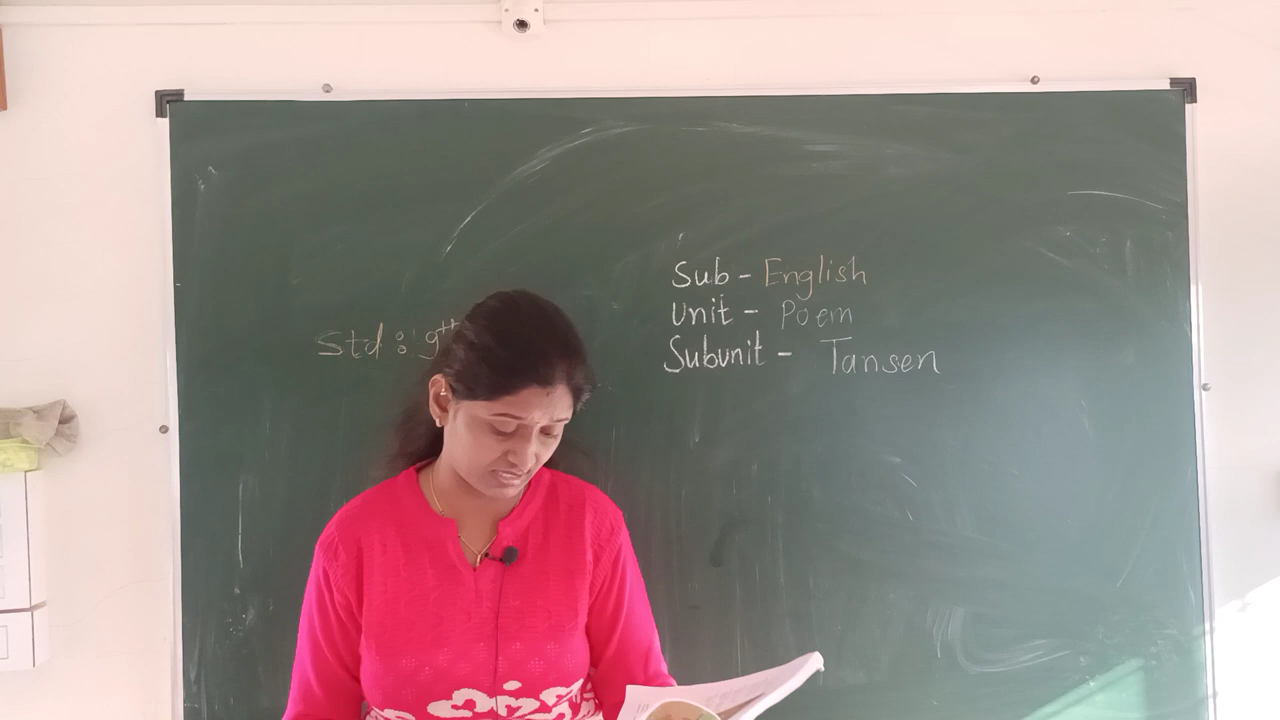 Std : 9th
Sub - English
Unit - Poem
Subunit - Tansen